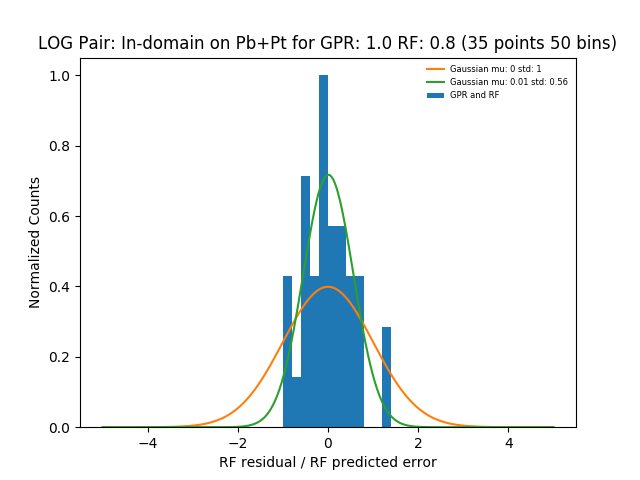 LOG Pair: In-domain on Pb+Pt for GPR: 1.0 RF: 0.8 (35 points 50 bins)
Gaussian mu: 0 std: 1
Gaussian mu: 0.01 std: 0.56
GPR and RF
Normalized Counts
1.0
0.8
0.6
0.4
0.2
0.0
−4
−2
0
2
4
RF residual / RF predicted error